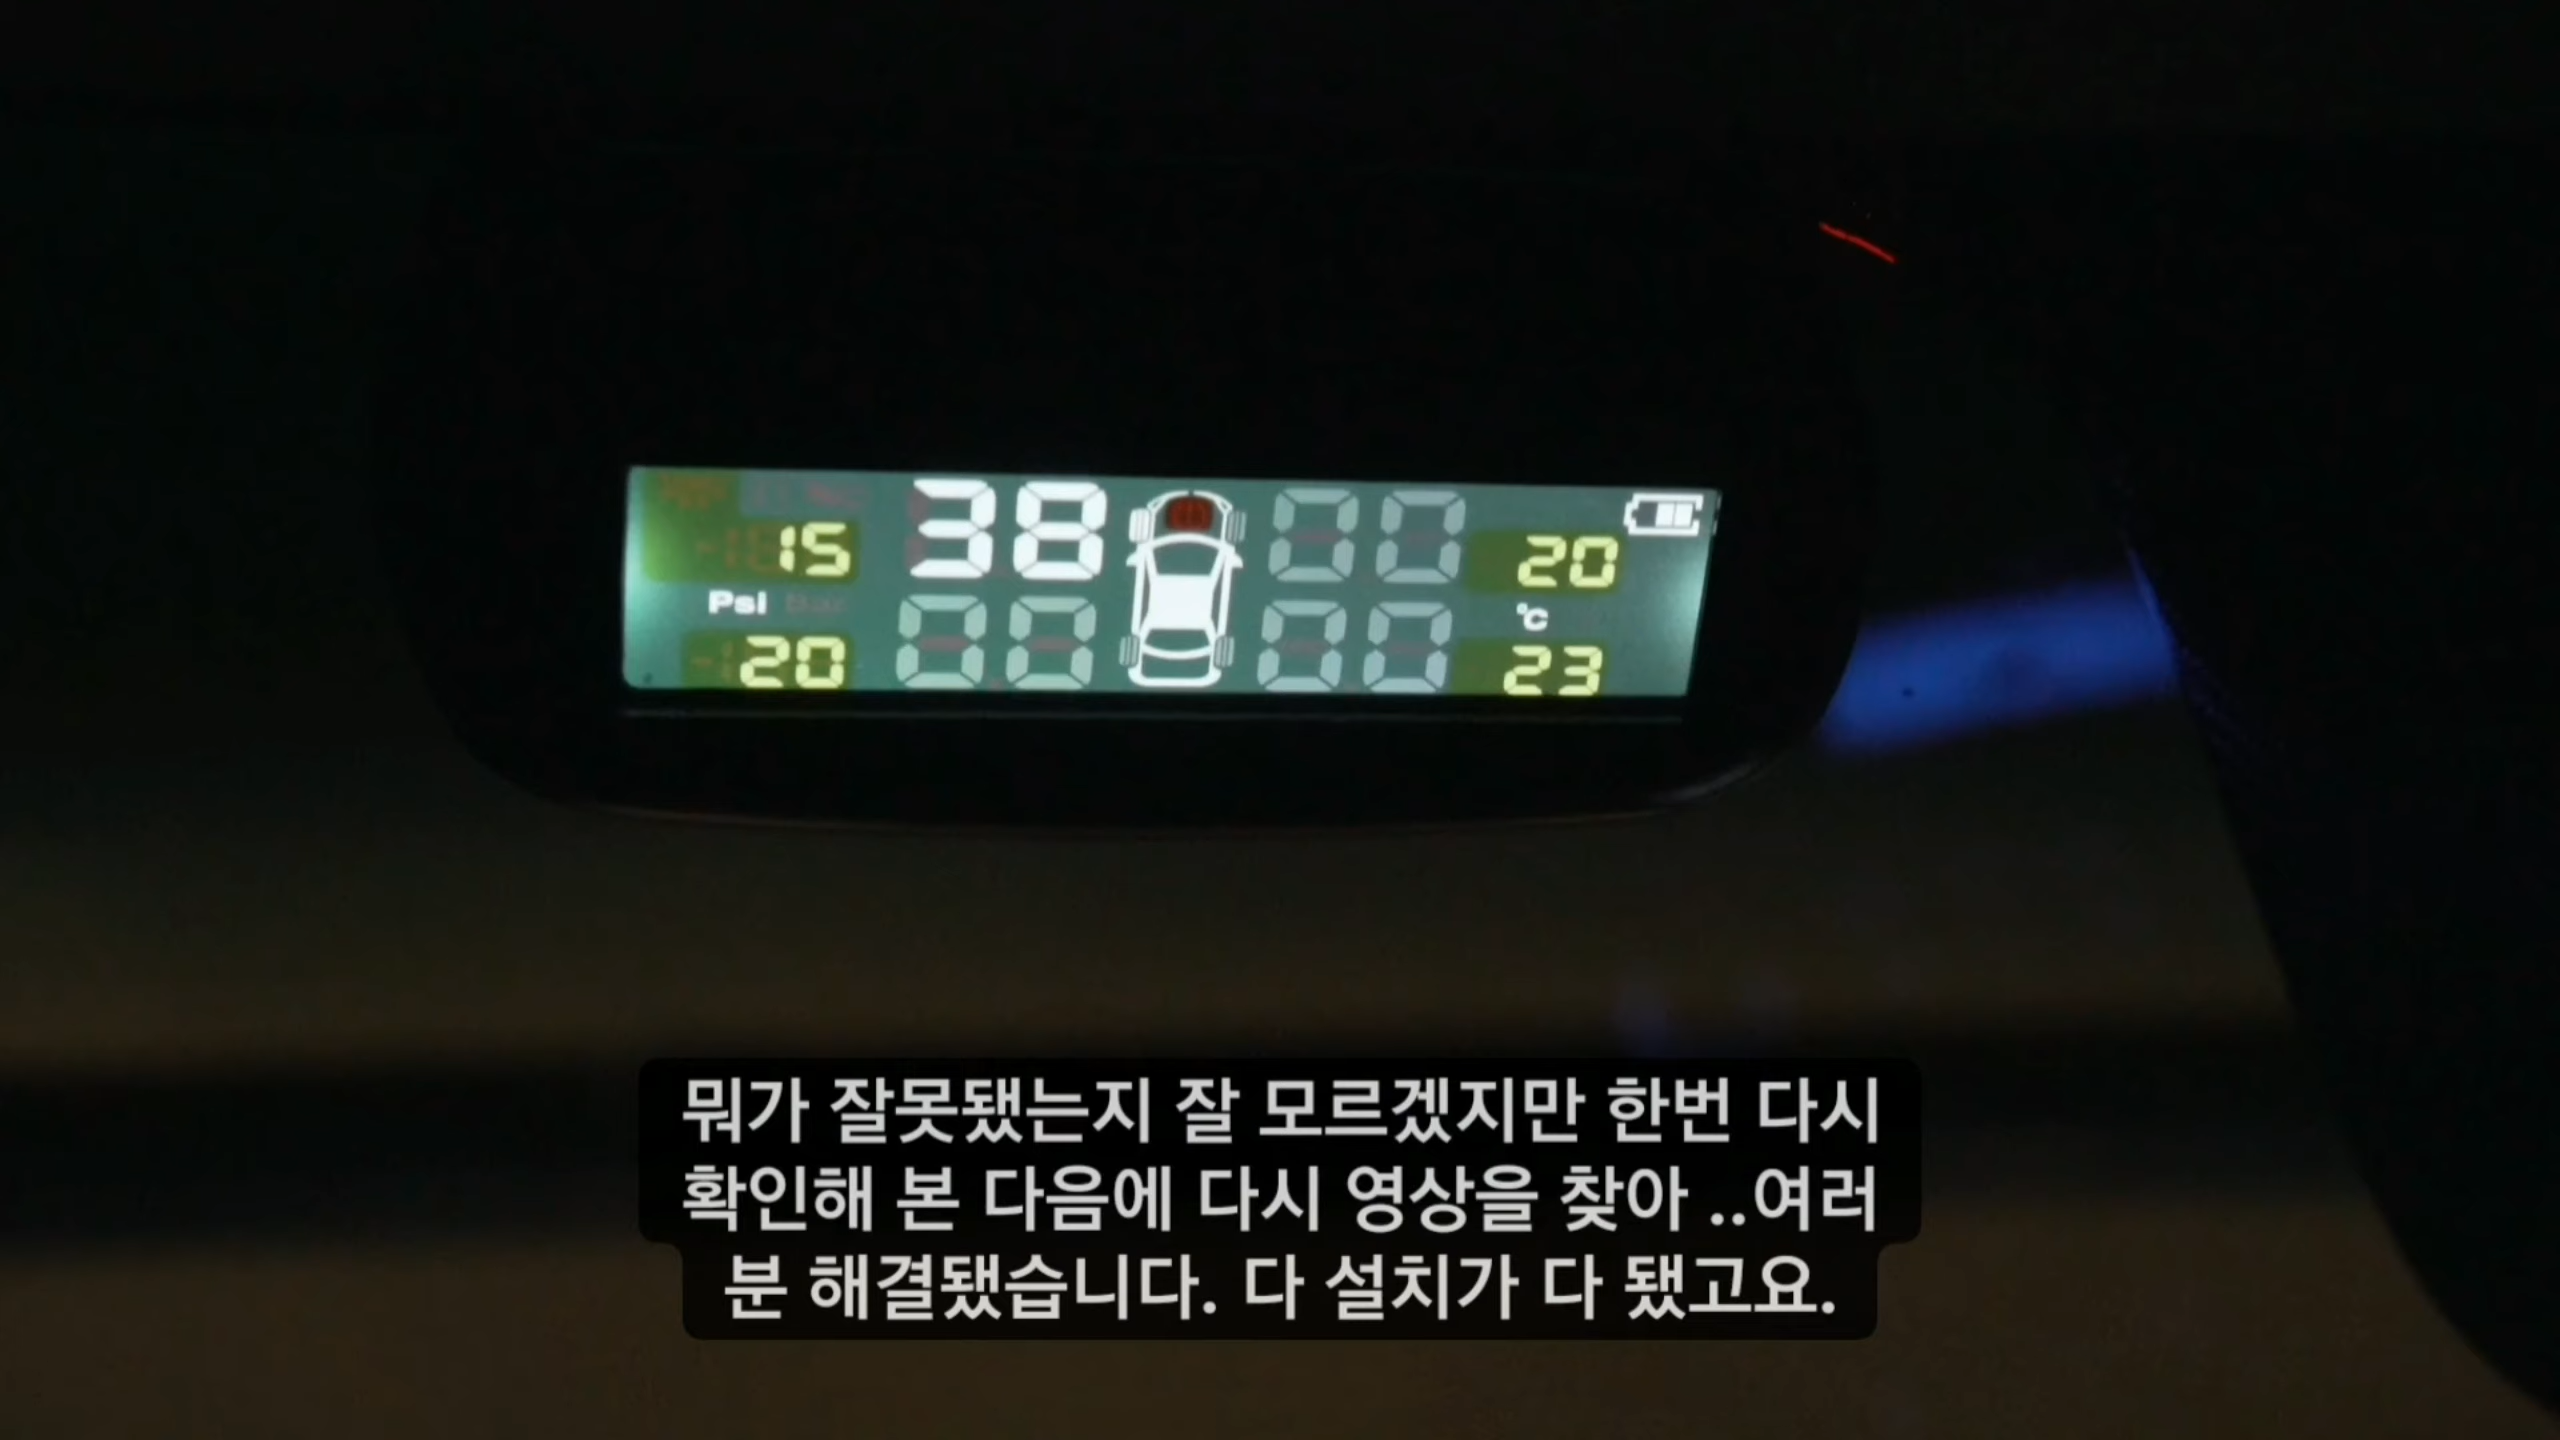 38
15
20
Psi
℃
20
23
뭐가 잘못됐는지 잘 모르겠지만 한번 다시
확인해 본 다음에 다시 영상을 찾아 ..여러
분 해결됐습니다. 다 설치가 다 됐고요.